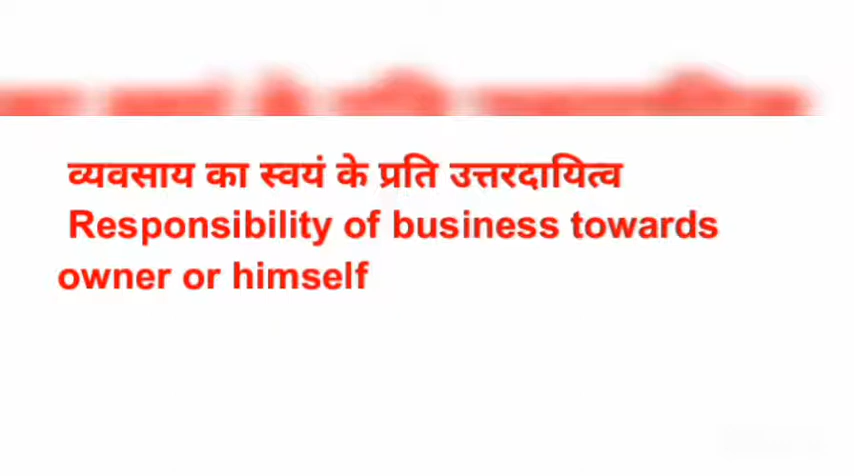 व्यवसाय का स्वयं के प्रति उत्तरदायित्व
Responsibility of business towards
owner or himself